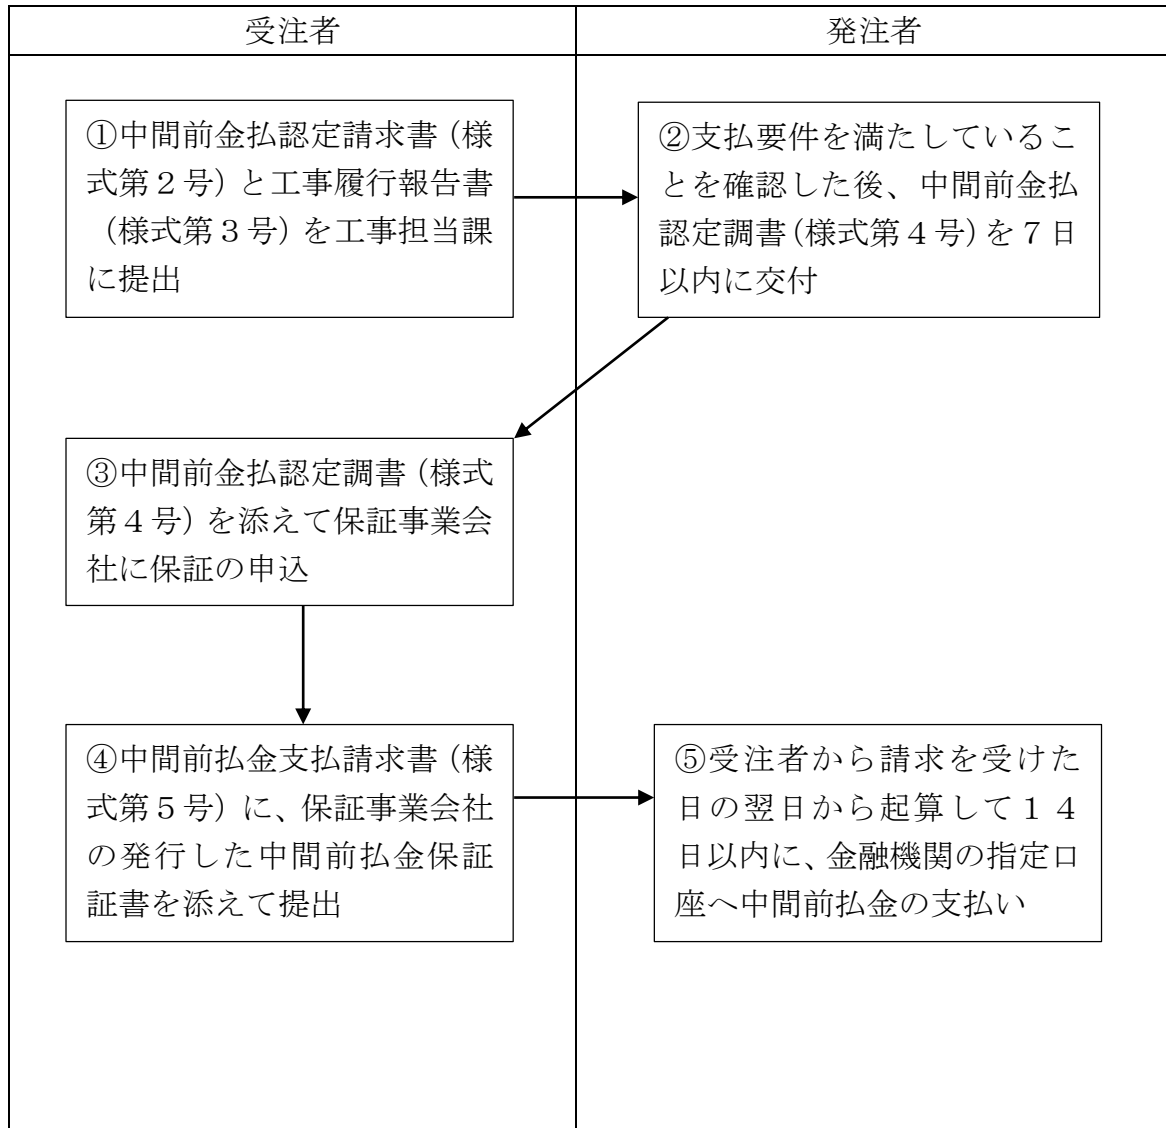 受注者
発注者
①中間前金払認定請求書（様
式第２号）と工事履行報告書
（様式第３号）を工事担当課
に提出
②支払要件を満たしているこ
とを確認した後、中間前金払
認定調書（様式第４号）を７日
以内に交付
③中間前金払認定調書（様式
第４号）を添えて保証事業会
社に保証の申込
④中間前払金支払請求書（様
式第５号）に、保証事業会社
の発行した中間前払金保証
証書を添えて提出
⑤受注者から請求を受けた
日の翌日から起算して１４
日以内に、金融機関の指定口
座へ中間前払金の支払い